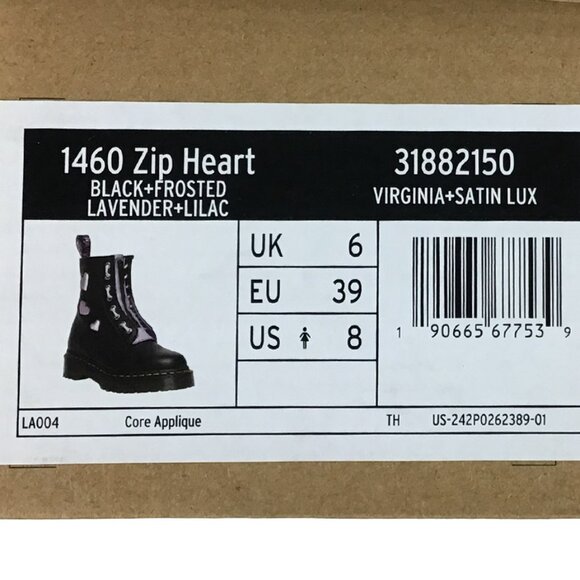 1460 Zip Heart
BLACK+FROSTED
LAVENDER+LILAC
31882150
VIRGINIA+SATIN LUX
UK 6
EU 39
US 8
1 90665 67753 9
LA004 Core Applique TH US-242P0262389-01